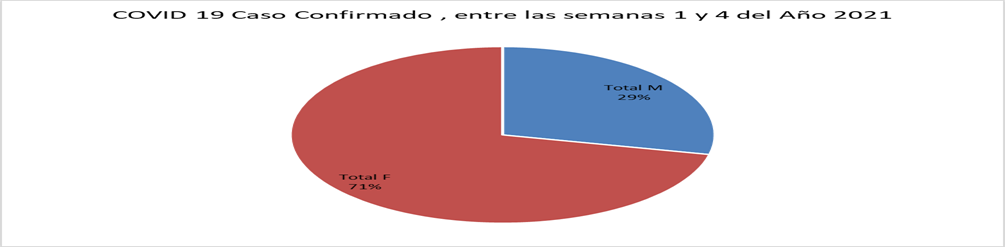 COVID 19 Caso Confirmado , entre las semanas 1 y 4 del Año 2021
Total M
29%
Total F
71%